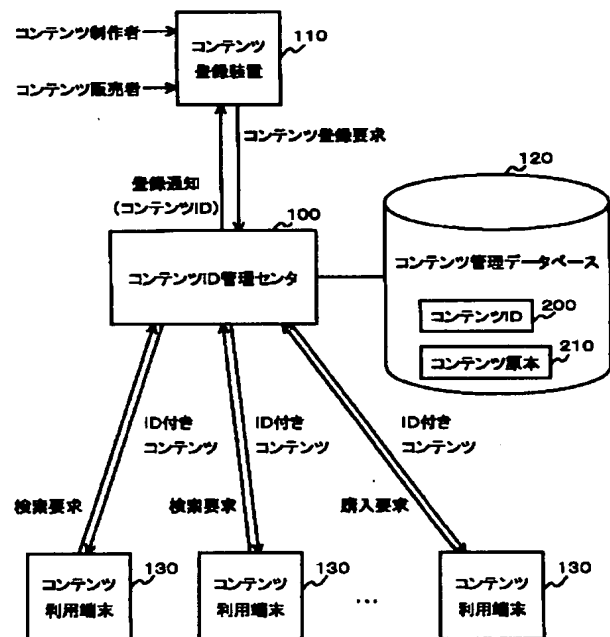 コンテンツ制作者
コンテンツ販売者
コンテンツ
登録装置
110
コンテンツ登録要求
登録通知
(コンテンツID)
100
コンテンツID管理センタ
120
コンテンツ管理データベース
コンテンツID
200
コンテンツ原本
210
ID付き
コンテンツ
ID付き
コンテンツ
ID付き
コンテンツ
検索要求
検索要求
購入要求
コンテンツ
利用端末
130
コンテンツ
利用端末
130
…
コンテンツ
利用端末
130